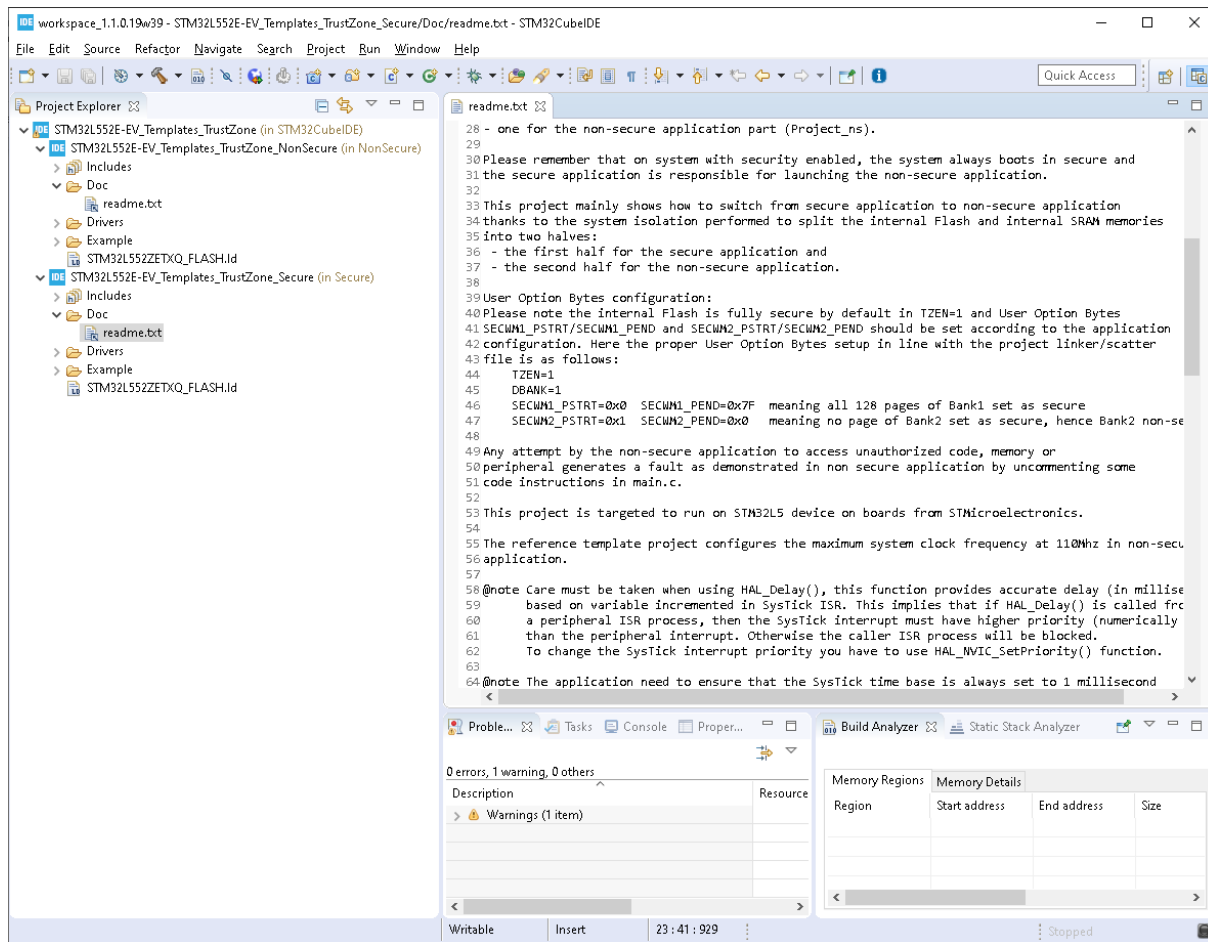 IDE workspace_1.1.0.19w39 - STM32L552E-EV_Templates_TrustZone_Secure/Doc/readme.txt - STM32CubeIDE
File Edit Source Refactor Navigate Search Project Run Window Help
Quick Access
Project Explorer
STM32L552E-EV_Templates_TrustZone (in STM32CubeIDE)
STM32L552E-EV_Templates_TrustZone_NonSecure (in NonSecure)
Includes
Doc
readme.txt
Drivers
Example
STM32L552ZETXQ_FLASH.ld
STM32L552E-EV_Templates_TrustZone_Secure (in Secure)
Includes
Doc
readme.txt
Drivers
Example
STM32L552ZETXQ_FLASH.ld
readme.txt
28 - one for the non-secure application part (Project_ns).
29
30 Please remember that on system with security enabled, the system always boots in secure and
31 the secure application is responsible for launching the non-secure application.
32
33 This project mainly shows how to switch from secure application to non-secure application
34 thanks to the system isolation performed to split the internal Flash and internal SRAM memories
35 into two halves:
36 - the first half for the secure application and
37 - the second half for the non-secure application.
38
39 User Option Bytes configuration:
40 Please note the internal Flash is fully secure by default in TZEN=1 and User Option Bytes
41 SECWM1_PSTRT/SECWM1_PEND and SECWM2_PSTRT/SECWM2_PEND should be set according to the application
42 configuration. Here the proper User Option Bytes setup in line with the project linker/scatter
43 file is as follows:
44 TZEN=1
45 DBANK=1
46 SECWM1_PSTRT=0x0 SECWM1_PEND=0x7F meaning all 128 pages of Bank1 set as secure
47 SECWM2_PSTRT=0x1 SECWM2_PEND=0x0 meaning no page of Bank2 set as secure, hence Bank2 non-se
48
49 Any attempt by the non-secure application to access unauthorized code, memory or
50 peripheral generates a fault as demonstrated in non secure application by uncommenting some
51 code instructions in main.c.
52
53 This project is targeted to run on STM32L5 device on boards from STMicroelectronics.
54
55 The reference template project configures the maximum system clock frequency at 110Mhz in non-secu
56 application.
57
58 @note Care must be taken when using HAL_Delay(), this function provides accurate delay (in millise
59 based on variable incremented in SysTick ISR. This implies that if HAL_Delay() is called frc
60 a peripheral ISR process, then the SysTick interrupt must have higher priority (numerically
61 than the peripheral interrupt. Otherwise the caller ISR process will be blocked.
62 To change the SysTick interrupt priority you have to use HAL_NVIC_SetPriority() function.
63
64 @note The application need to ensure that the SysTick time base is always set to 1 millisecond
Proble... Tasks Console Proper...
0 errors, 1 warning, 0 others
Description Resource
Warnings (1 item)
Build Analyzer Static Stack Analyzer
Memory Regions Memory Details
Region Start address End address Size
Writable Insert 23 : 41 : 929 Stopped